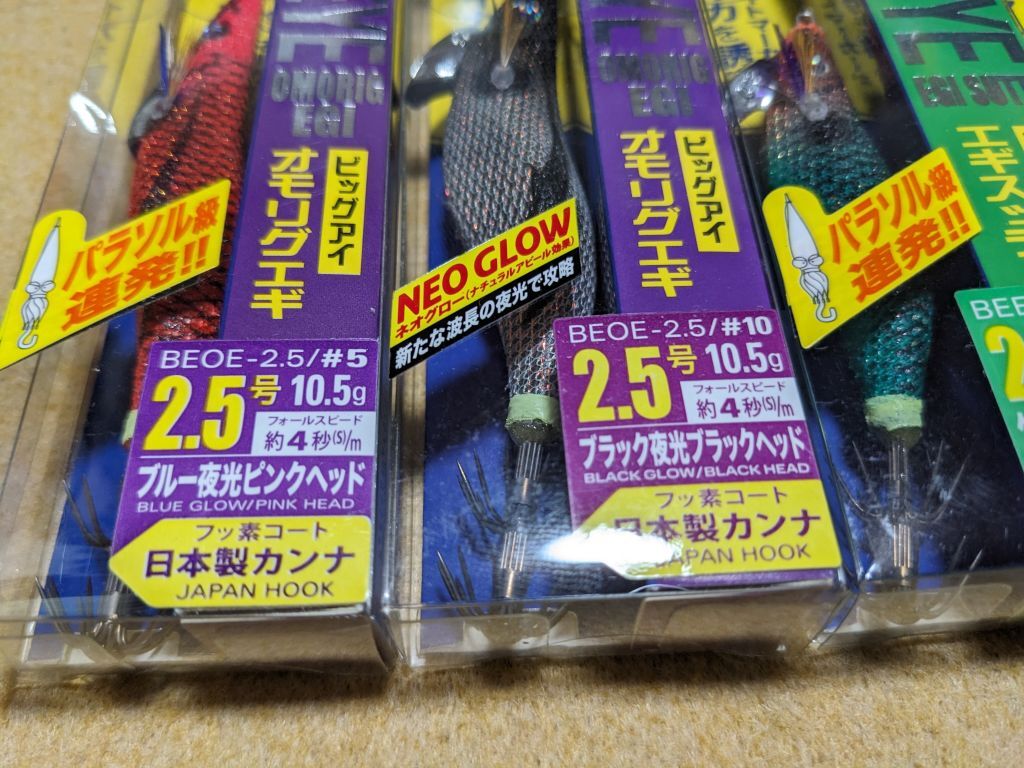 YE
OMORIG
EGI
ビッグアイ
オモリグエギ
パラソル級
連発!!
BEOE-2.5/#5
2.5号 10.5g
フォールスピード
約4秒(S)/m
ブルー夜光ピンクヘッド
BLUE GLOW/PINK HEAD
フッ素コート
日本製カンナ
JAPAN HOOK
YE
OMORIG
EGI
ビッグアイ
オモリグエギ
NEO GLOW
ネオグロー(ナチュラルアピール効果)
新たな波長の夜光で攻略
BEOE-2.5/#10
2.5号 10.5g
フォールスピード
約4秒(S)/m
ブラック夜光ブラックヘッド
BLACK GLOW/BLACK HEAD
フッ素コート
日本製カンナ
JAPAN HOOK
YE
EGI
エギス
パラソル級
連発!!
2